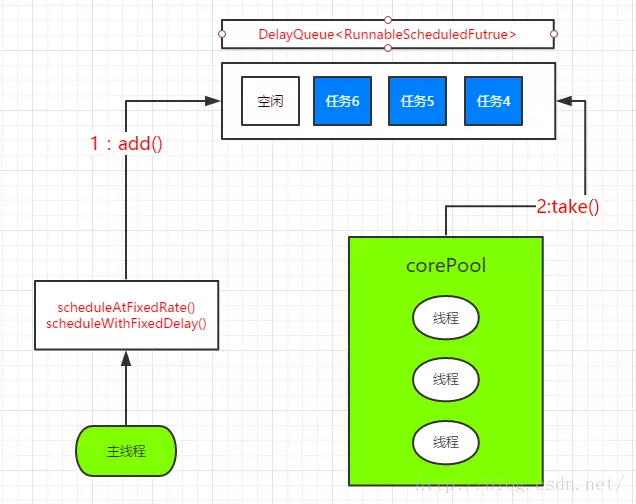 DelayQueue<RunnableScheduledFutrue>
空闲
任务6
任务5
任务4
1：add()
2:take()
scheduleAtFixedRate()
scheduleWithFixedDelay()
主线程
corePool
线程
线程
线程
http://blog.csdn.net/